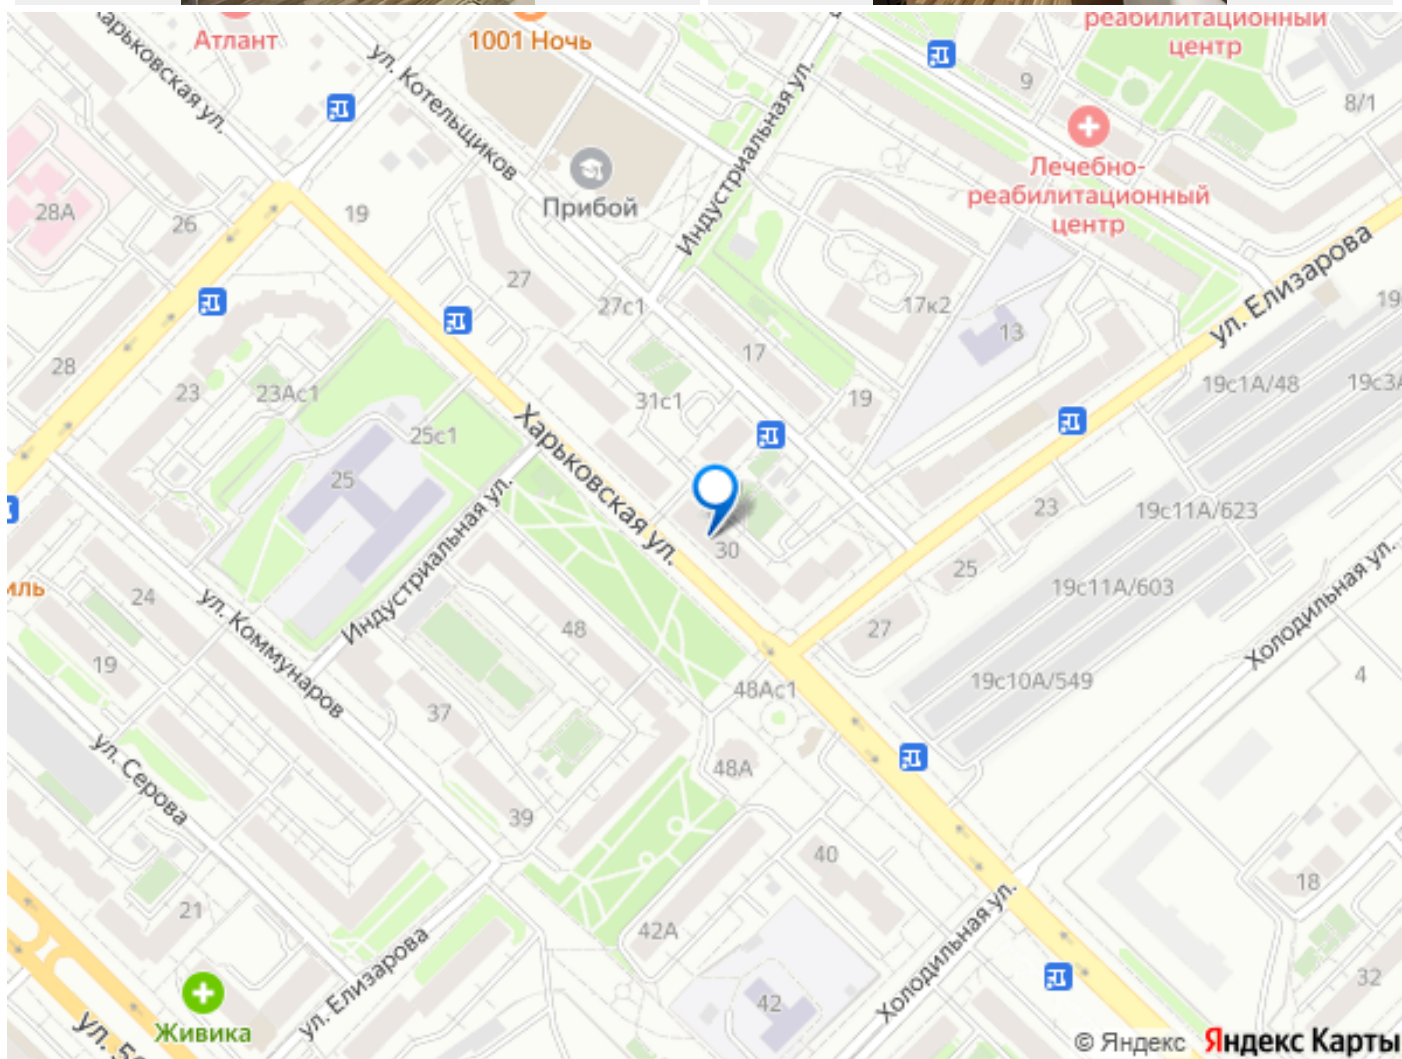 Атлант
1001 Ночь
реабилитационный
центр
Харьковская ул.
ул. Котельщиков
Индустриальная ул.
9
8/1
Лечебно-
реабилитационный
центр
Прибой
28А
26
19
27
27с1
17к2
13
ул. Елизарова
19
28
23
23Ас1
17
31с1
19
19с1А/48
25с1
Харьковская ул.
25
Индустриальная ул.
30
23
19с11А/623
25
19с11А/603
Холодильная ул.
24
ул. Коммунаров
48
27
19
37
48Ас1
19с10А/549
4
ул. Серова
48А
39
40
18
21
42А
ул. Елизарова
Холодильная ул.
42
32
Живика
© Яндекс Яндекс Карты